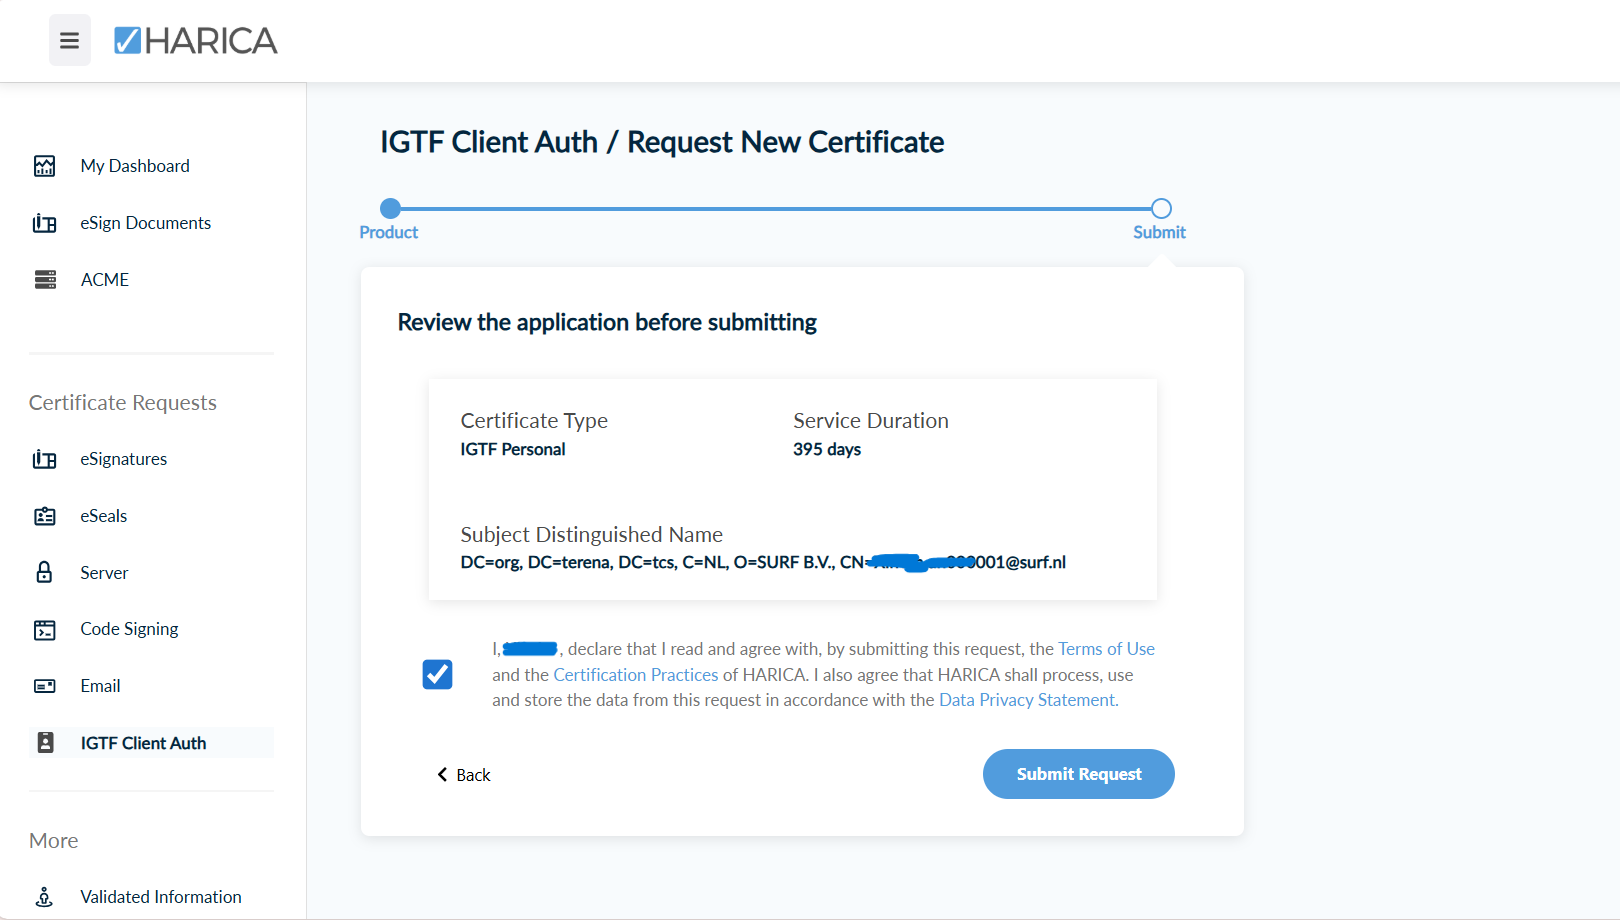 HARICA
My Dashboard
eSign Documents
ACME
Certificate Requests
eSignatures
eSeals
Server
Code Signing
Email
IGTF Client Auth
More
Validated Information
IGTF Client Auth / Request New Certificate
Product
Submit
Review the application before submitting
Certificate Type
IGTF Personal
Service Duration
395 days
Subject Distinguished Name
DC=org, DC=terena, DC=tcs, C=NL, O=SURF B.V., CN= 001@surf.nl
I, , declare that I read and agree with, by submitting this request, the Terms of Use
and the Certification Practices of HARICA. I also agree that HARICA shall process, use
and store the data from this request in accordance with the Data Privacy Statement.
Back
Submit Request